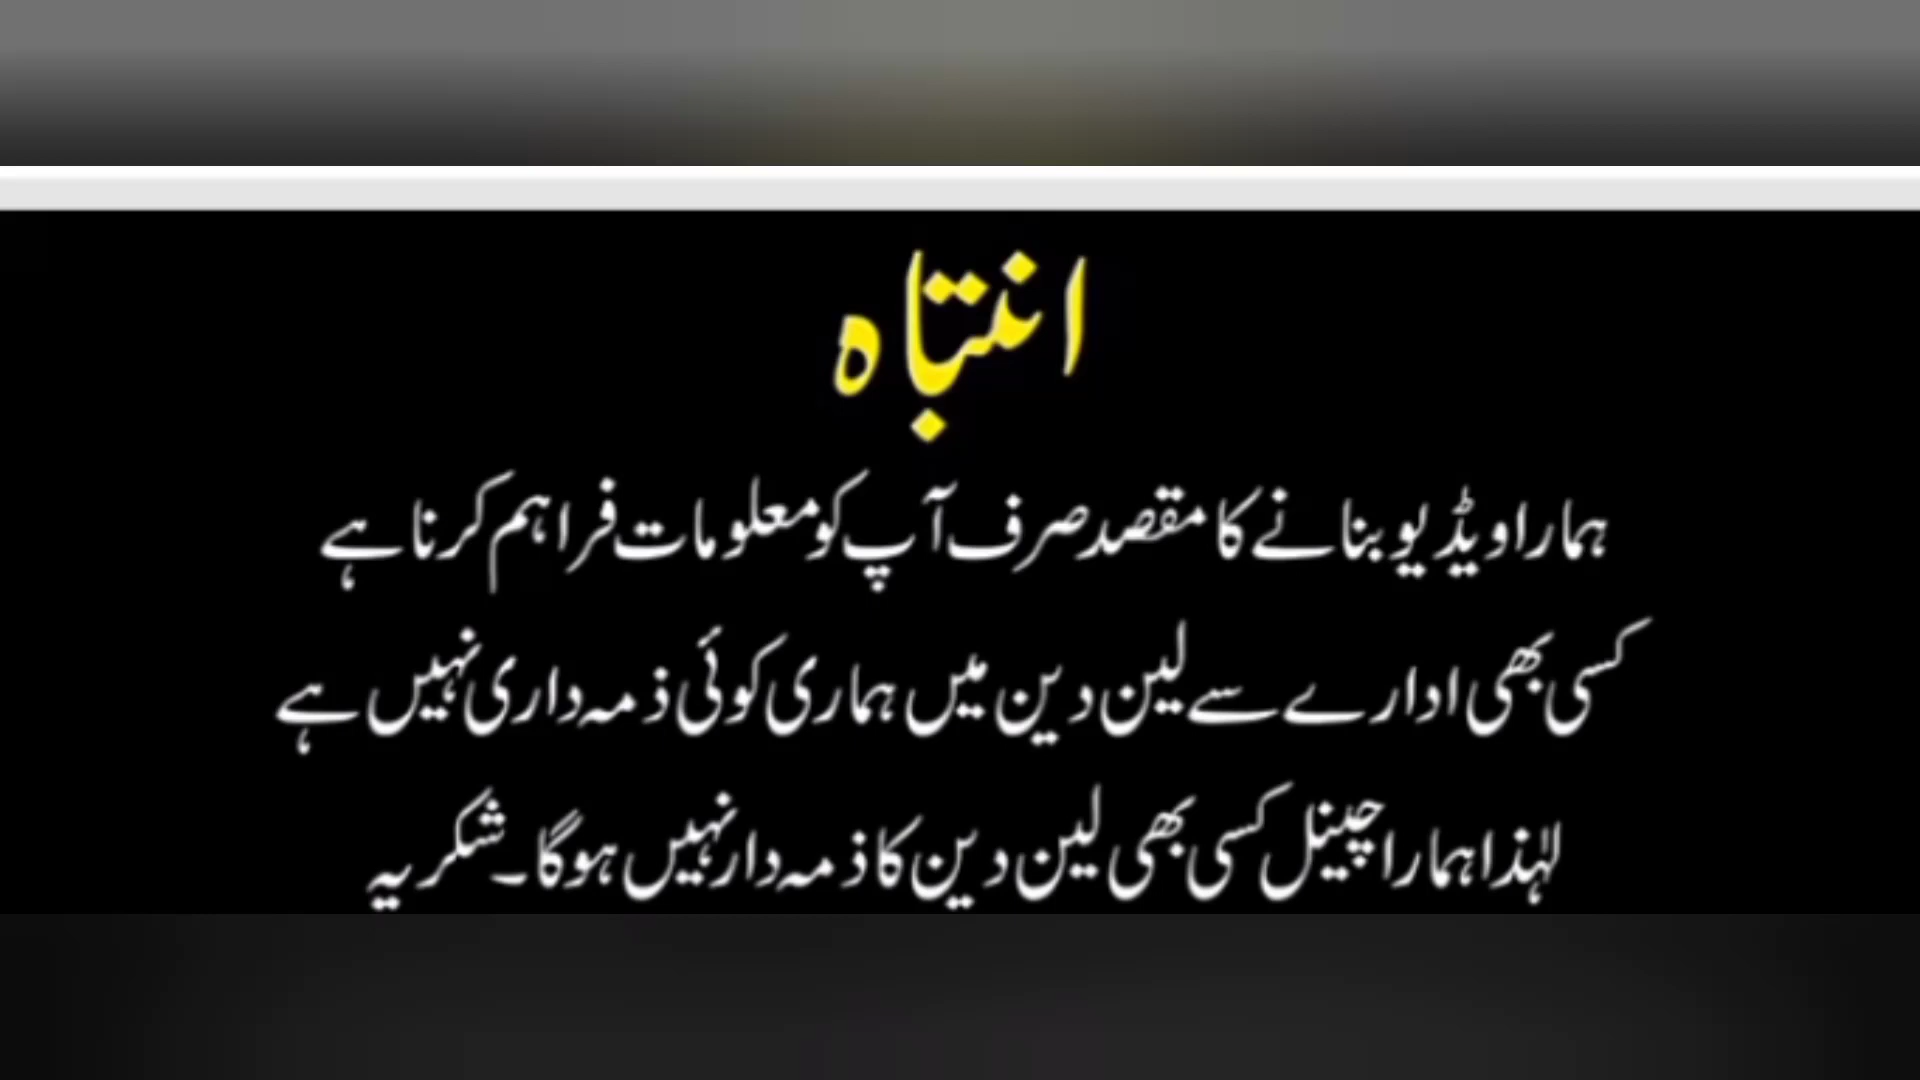 انتباہ
ہمارا ویڈیو بنانے کا مقصد صرف آپ کو معلومات فراہم کرنا ہے
کسی بھی ادارے سے لین دین میں ہماری کوئی ذمہ داری نہیں ہے
لہٰذا ہمارا چینل کسی بھی لین دین کا ذمہ دار نہیں ہوگا۔ شکریہ